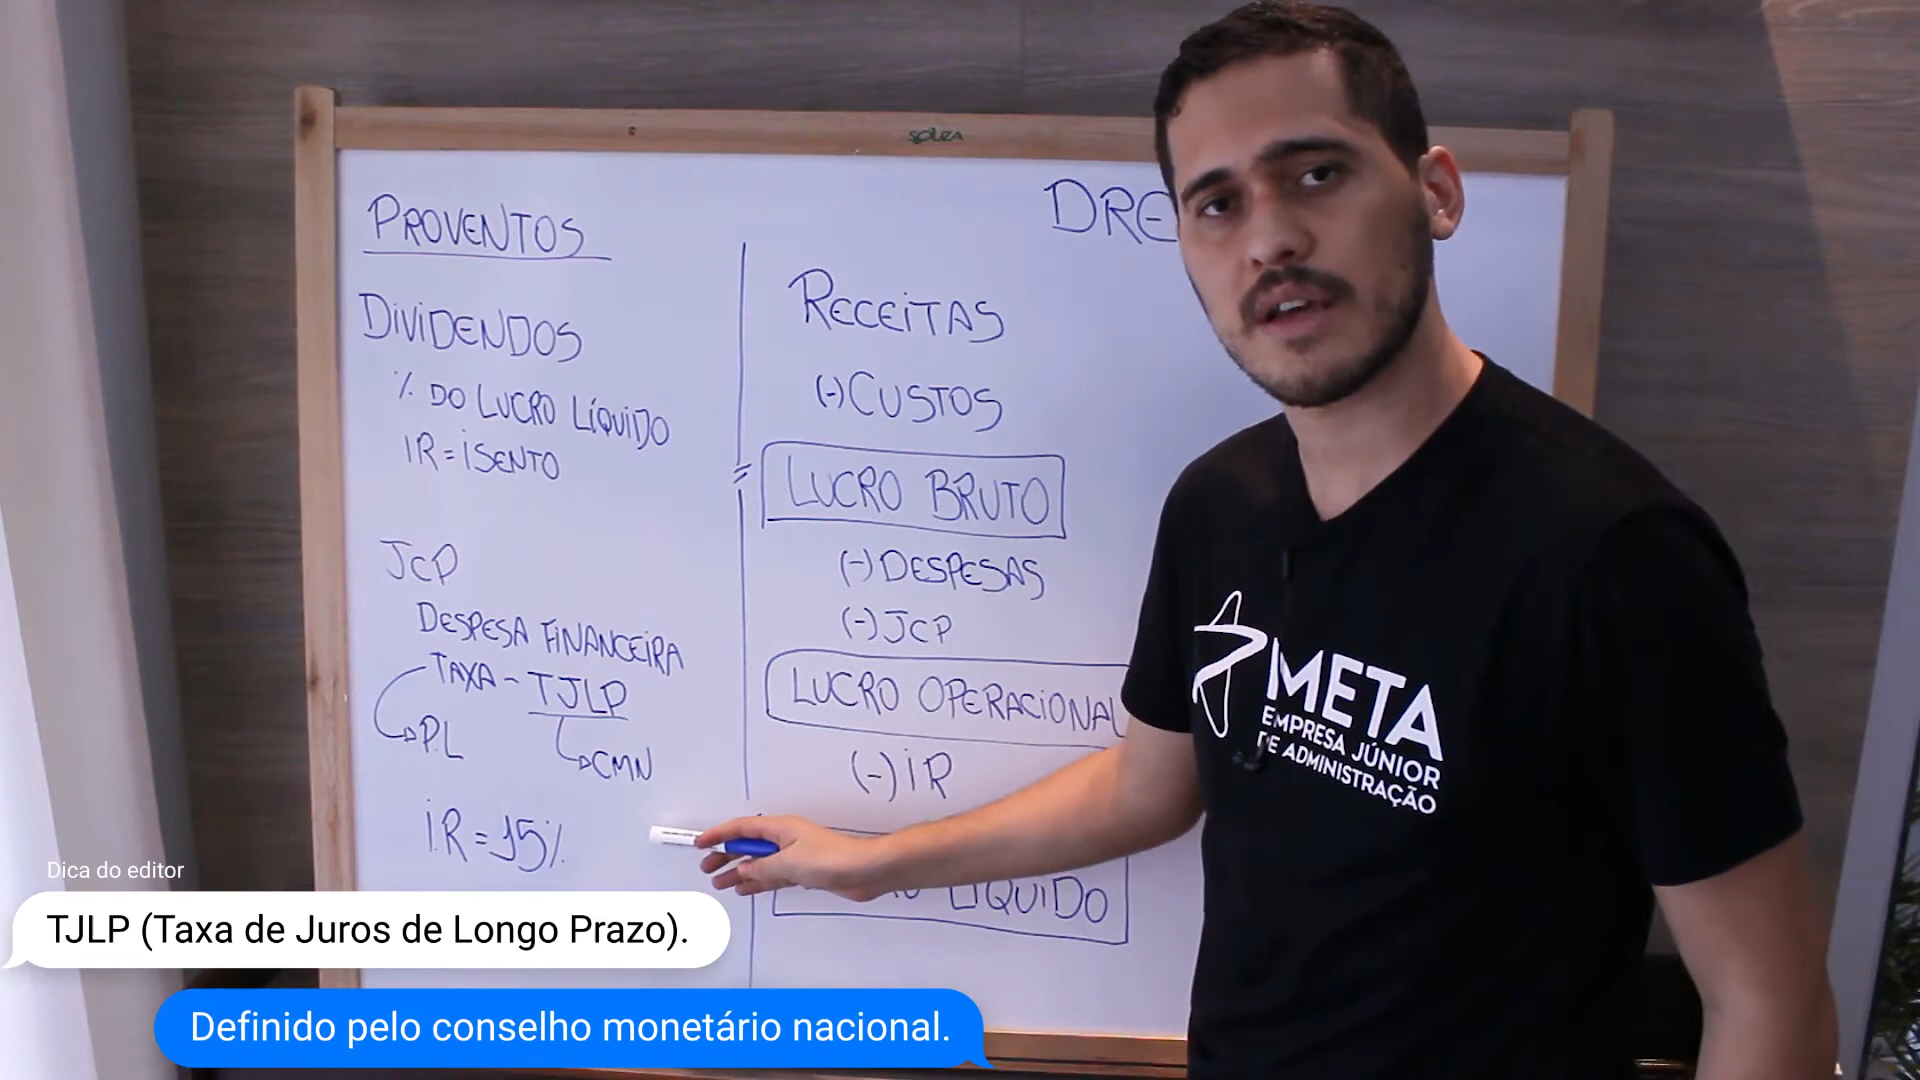 SOUZA
PROVENTOS
DIVIDENDOS
% DO LUCRO LÍQUIDO
IR = ISENTO
JCP
DESPESA FINANCEIRA
TAXA - TJLP
PL
CMN
IR = 15%
DRE
RECEITAS
(-) CUSTOS
LUCRO BRUTO
(-) DESPESAS
(-) JCP
LUCRO OPERACIONAL
(-) IR
LÍQUIDO
META
EMPRESA JÚNIOR
DE ADMINISTRAÇÃO
Dica do editor
TJLP (Taxa de Juros de Longo Prazo).
Definido pelo conselho monetário nacional.